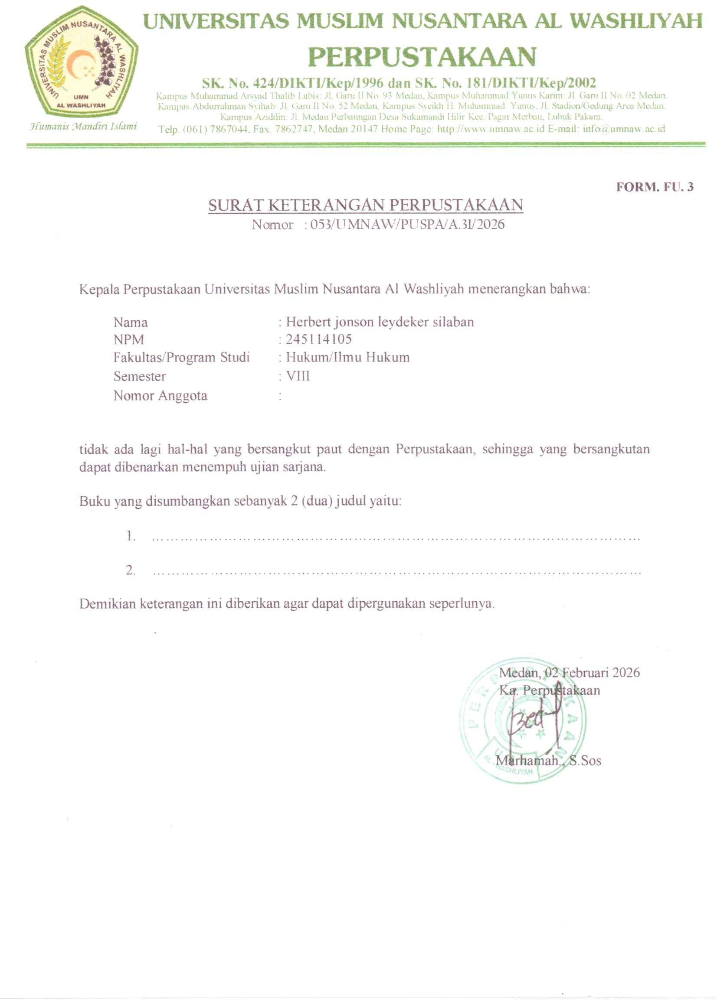 UNIVERSITAS MUSLIM NUSANTARA AL WASHLIYAH
UMN
AL WASHLIYAH
Humanis Mandiri Islami
UNIVERSITAS MUSLIM NUSANTARA AL WASHLIYAH
PERPUSTAKAAN
SK. No. 424/DIKTI/Kep/1996 dan SK. No. 181/DIKTI/Kep/2002
Kampus Muhammad Arsyad Thalib Lubis: Jl. Garu II No. 93 Medan, Kampus Muhammad Yunus Karim: Jl. Garu II No. 02 Medan.
Kampus Abdurrahman Syihab: Jl. Garu II No. 52 Medan, Kampus Syeikh H. Muhammad Yunus, Jl. Stadion/Gedung Arca Medan.
Kampus Aziddin: Jl. Medan Perbaungan Desa Sukamandi Hilir Kec. Pagar Merbau, Lubuk Pakam.
Telp. (061) 7867044, Fax. 7862747, Medan 20147 Home Page: http://www.umnaw.ac.id E-mail: info@umnaw.ac.id
FORM. FU. 3
SURAT KETERANGAN PERPUSTAKAAN
Nomor : 053/UMNAW/PUSPA/A.31/2026
Kepala Perpustakaan Universitas Muslim Nusantara Al Washliyah menerangkan bahwa:
Nama : Herbert jonson leydeker silaban
NPM : 245114105
Fakultas/Program Studi : Hukum/Ilmu Hukum
Semester : VIII
Nomor Anggota :
tidak ada lagi hal-hal yang bersangkut paut dengan Perpustakaan, sehingga yang bersangkutan
dapat dibenarkan menempuh ujian sarjana.
Buku yang disumbangkan sebanyak 2 (dua) judul yaitu:
1. ....................................................................................................
2. ....................................................................................................
Demikian keterangan ini diberikan agar dapat dipergunakan seperlunya.
Medan, 02 Februari 2026
Ka. Perpustakaan
PERPUSTAKAAN
AL. WASHLIYAH
Marhamah., S.Sos